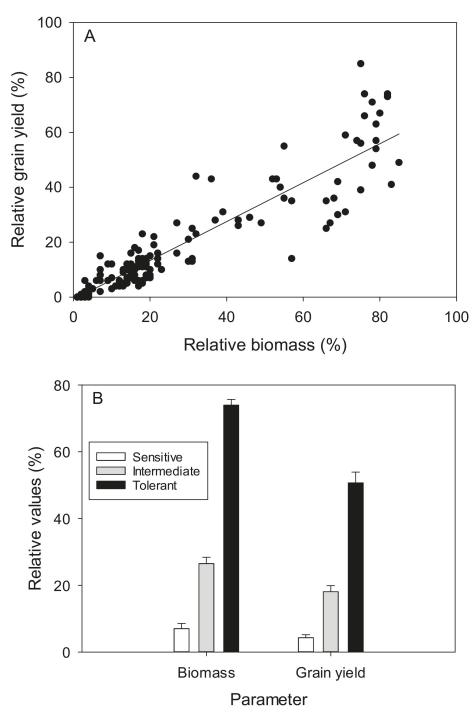 100
A
80
60
40
20
0
Relative grain yield (%)
0 20 40 60 80 100
Relative biomass (%)
80
B
60
40
20
0
Relative values (%)
Sensitive
Intermediate
Tolerant
Biomass Grain yield
Parameter